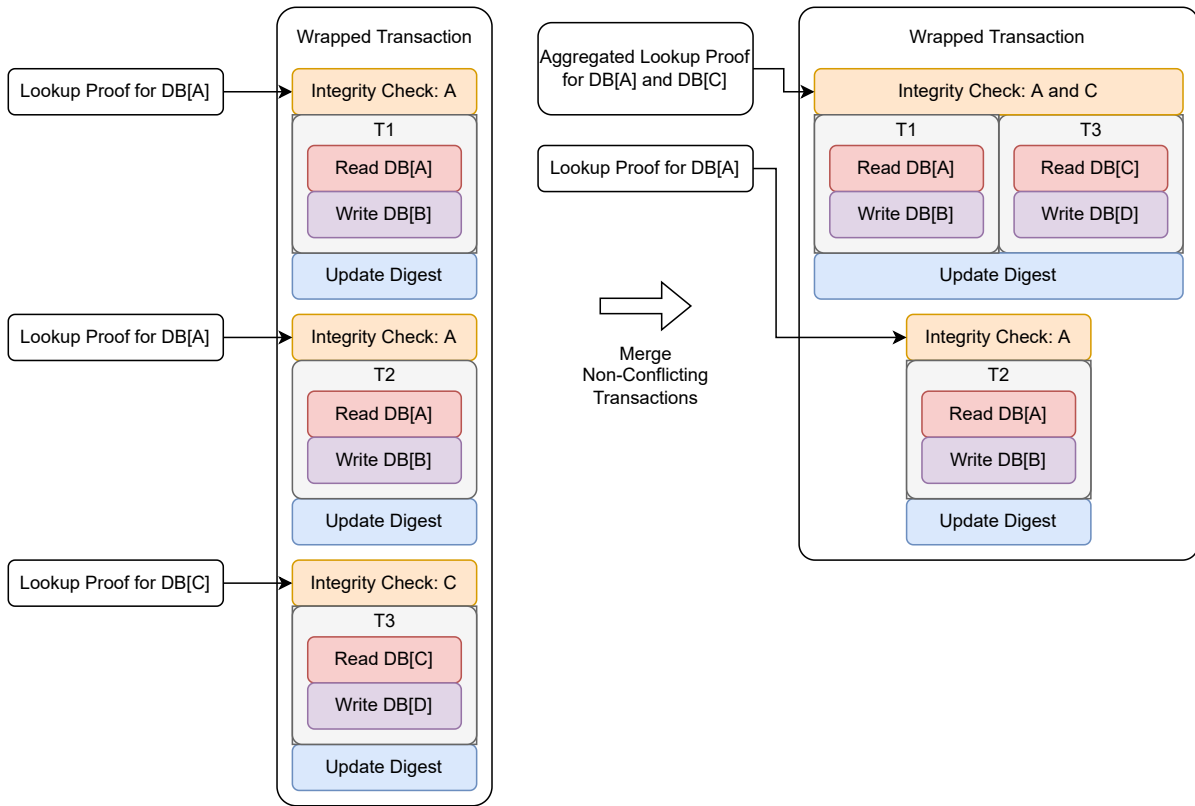 Wrapped Transaction
Lookup Proof for DB[A]
Integrity Check: A
T1
Read DB[A]
Write DB[B]
Update Digest
Lookup Proof for DB[A]
Integrity Check: A
T2
Read DB[A]
Write DB[B]
Update Digest
Lookup Proof for DB[C]
Integrity Check: C
T3
Read DB[C]
Write DB[D]
Update Digest
Merge
Non-Conflicting
Transactions
Wrapped Transaction
Aggregated Lookup Proof
for DB[A] and DB[C]
Integrity Check: A and C
T1
Read DB[A]
Write DB[B]
T3
Read DB[C]
Write DB[D]
Update Digest
Lookup Proof for DB[A]
Integrity Check: A
T2
Read DB[A]
Write DB[B]
Update Digest